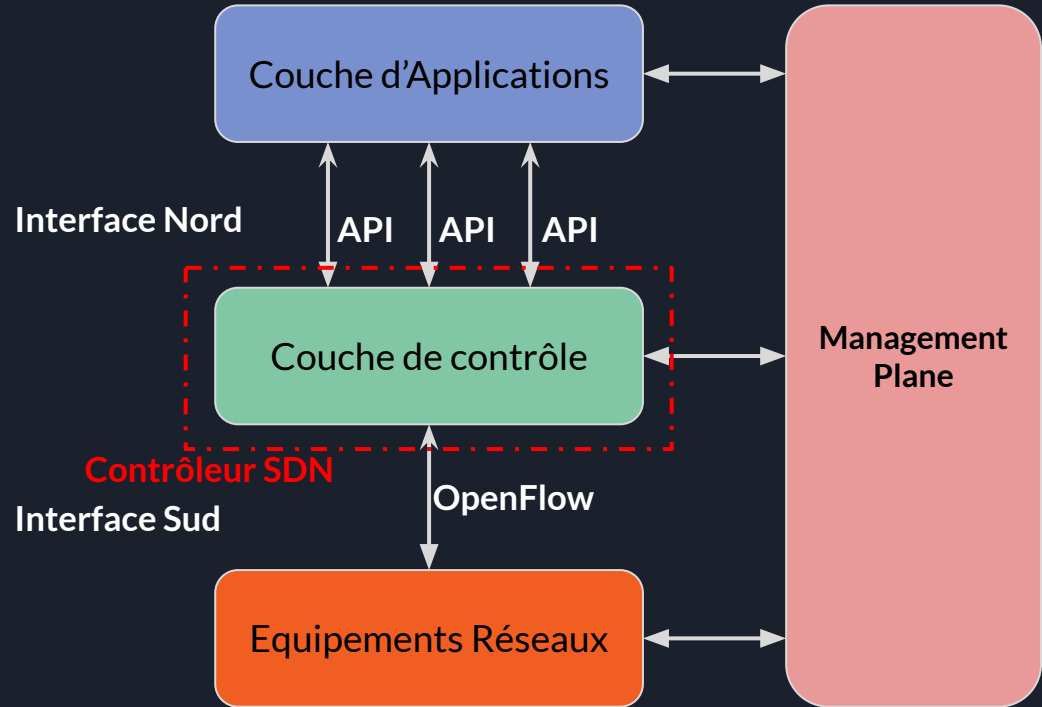 Couche d’Applications
Interface Nord
API API API
Couche de contrôle
Management
Plane
Contrôleur SDN
OpenFlow
Interface Sud
Equipements Réseaux